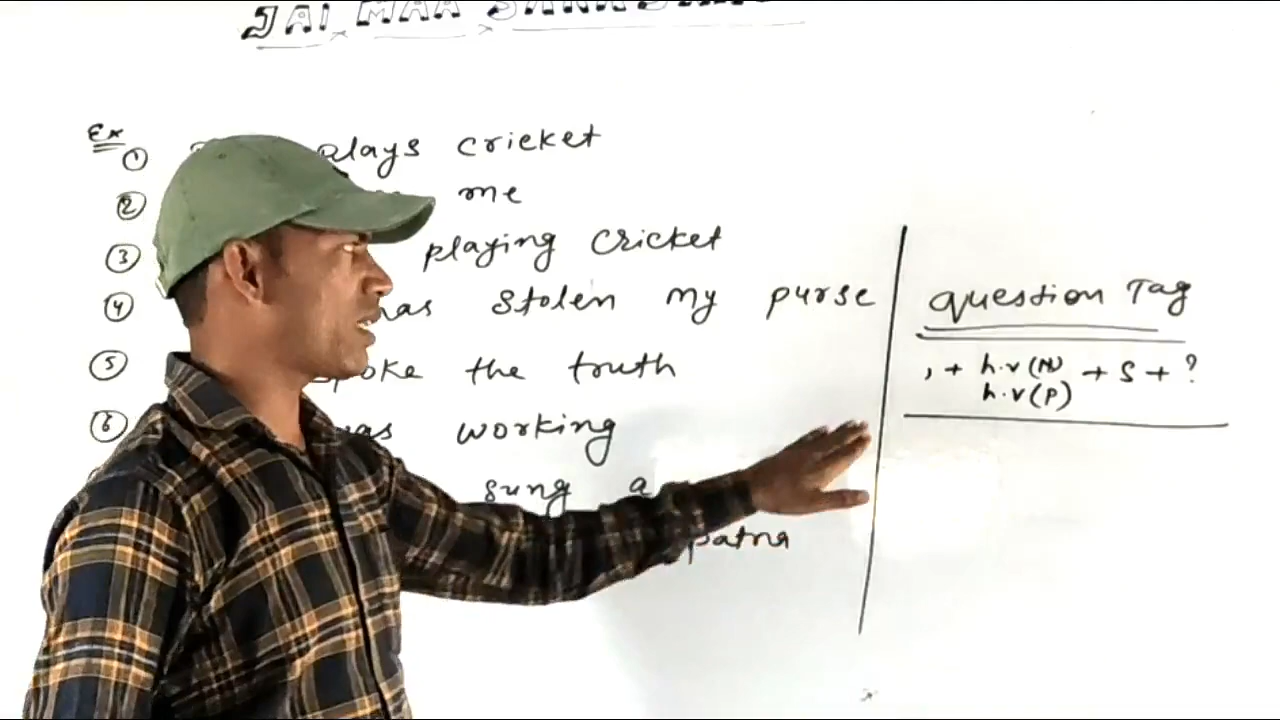 JAI MAA
Ex
① plays cricket
② me
③ playing cricket
④ has stolen my purse
⑤ spoke the truth
⑥ was working
sung a
patna
Question Tag
, + h.v(N) + S + ?
h.v(P)